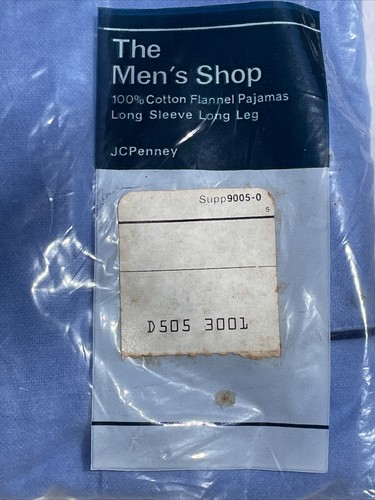 The
Men's Shop
100% Cotton Flannel Pajamas
Long Sleeve Long Leg
JCPenney
Supp9005-0
s
D505 3001